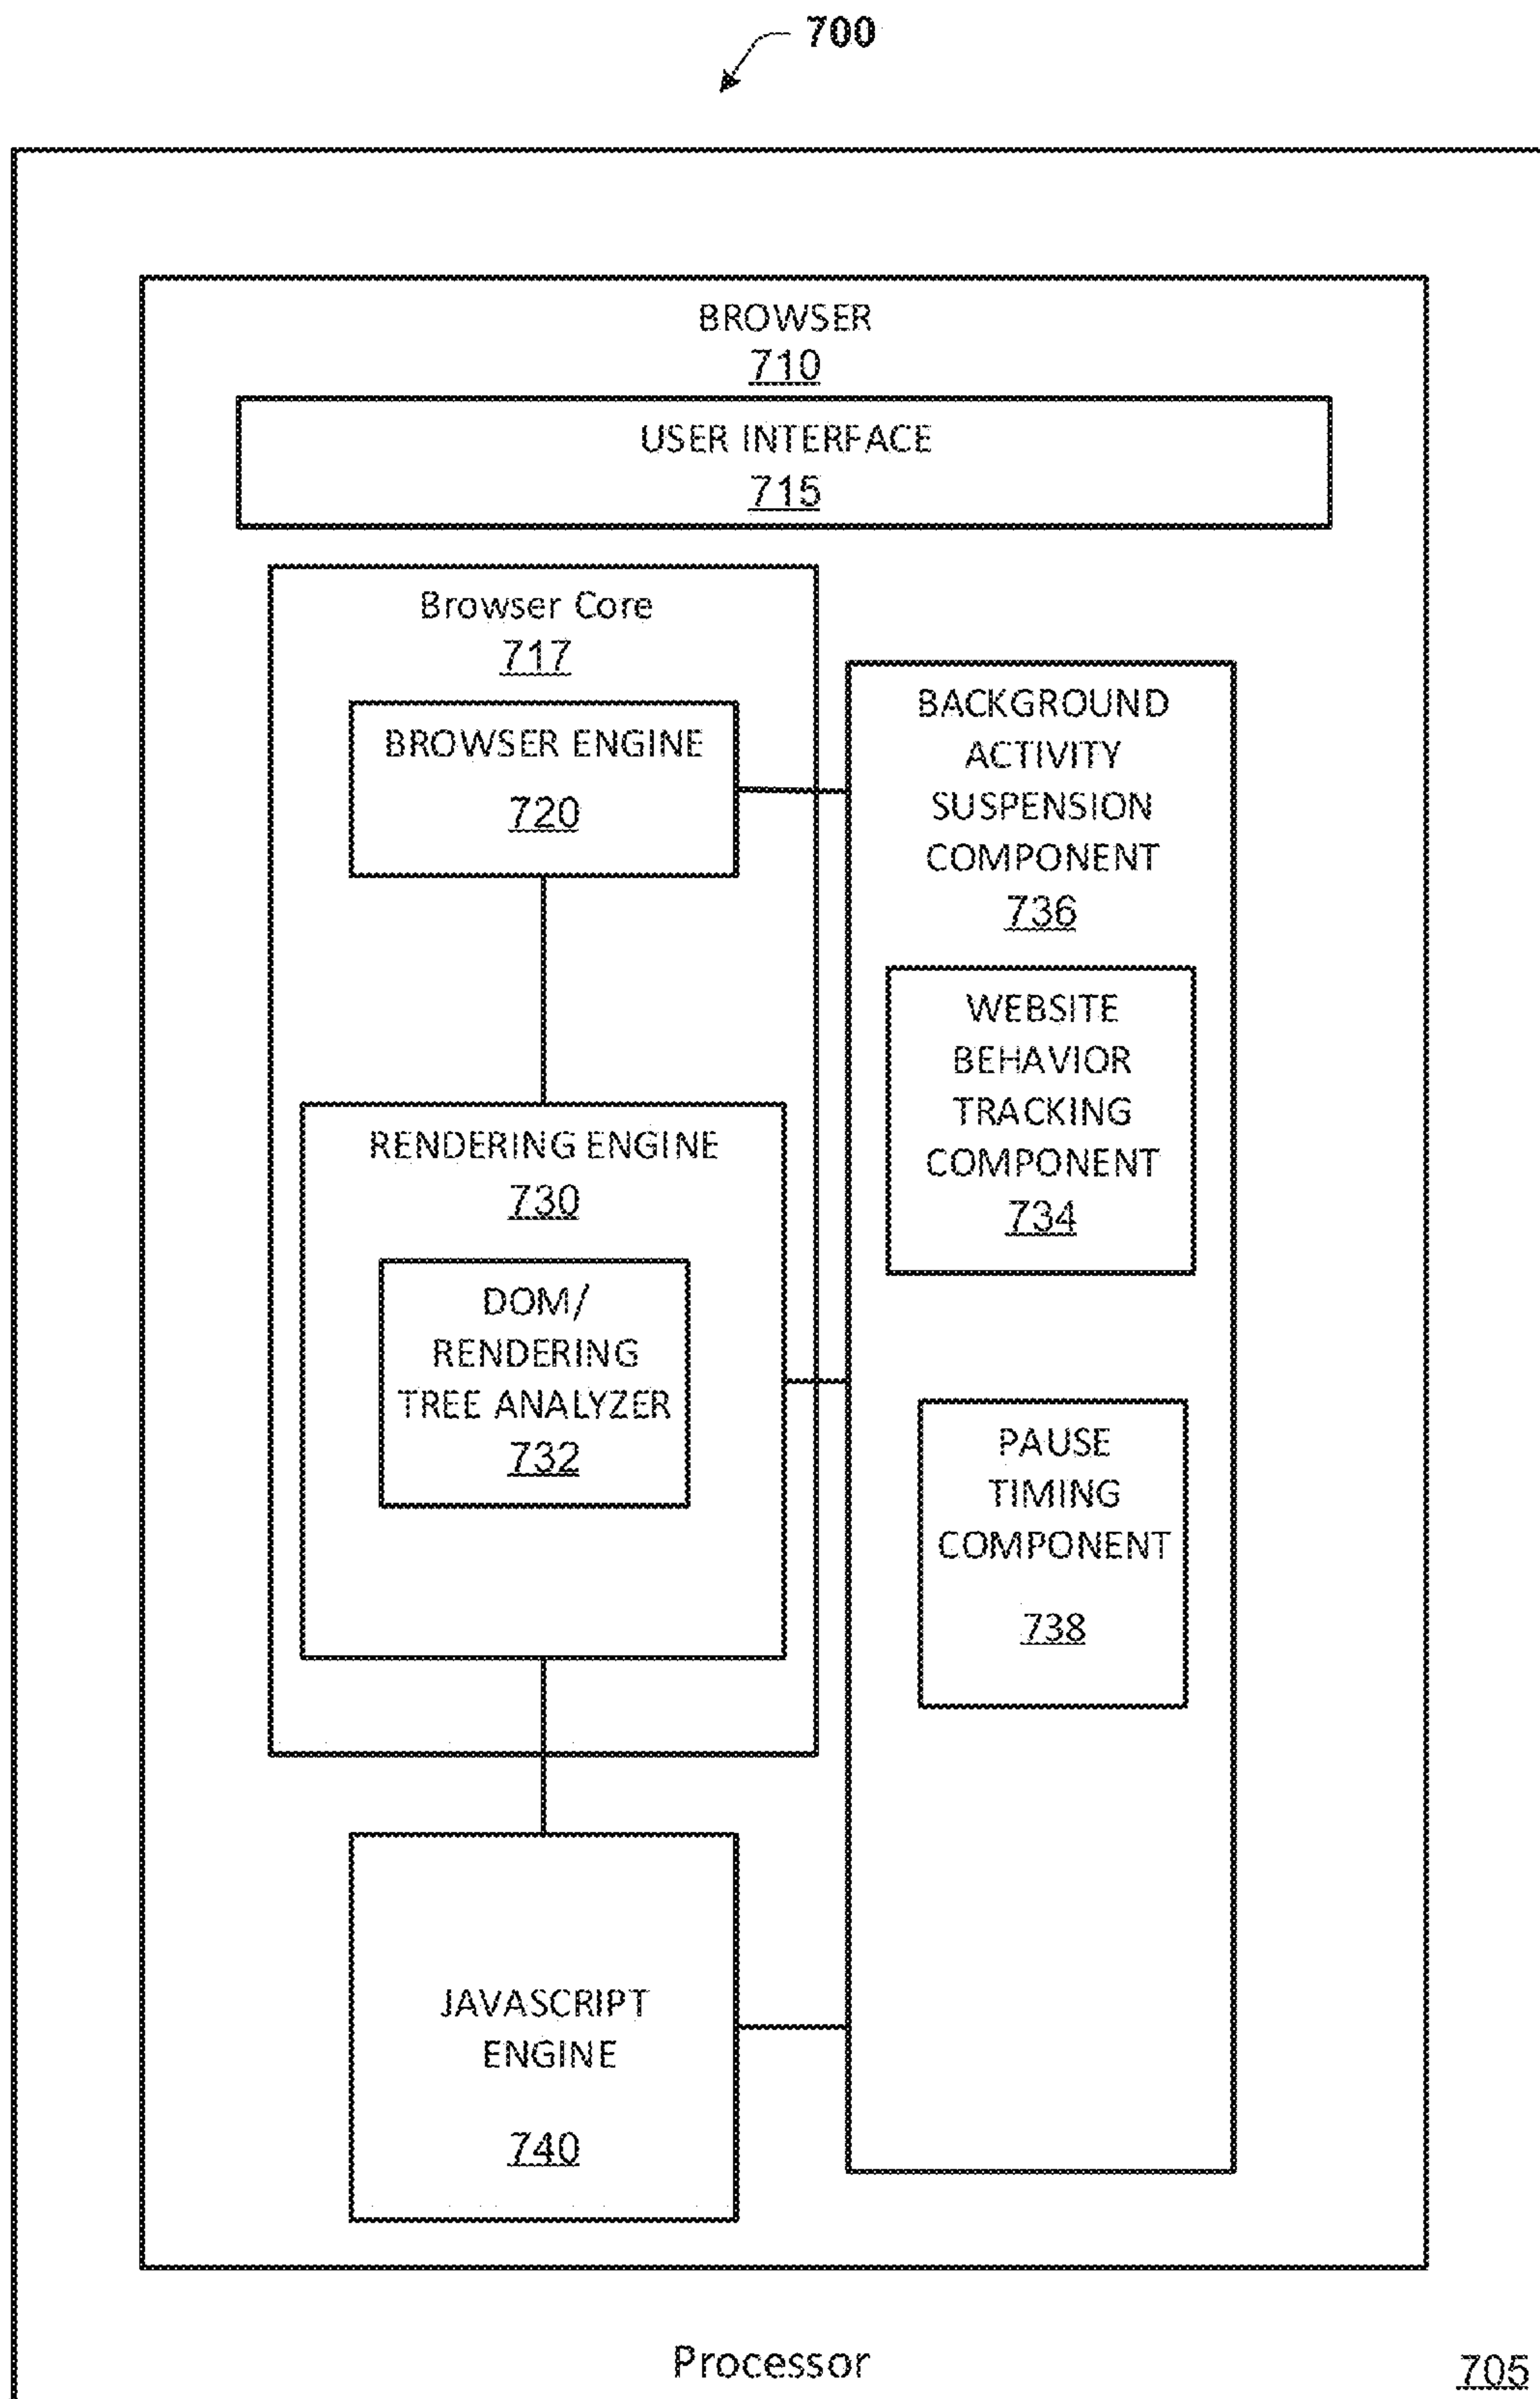 700
BROWSER
710
USER INTERFACE
715
Browser Core
717
BROWSER ENGINE
720
RENDERING ENGINE
730
DOM/
RENDERING
TREE ANALYZER
732
BACKGROUND
ACTIVITY
SUSPENSION
COMPONENT
736
WEBSITE
BEHAVIOR
TRACKING
COMPONENT
734
PAUSE
TIMING
COMPONENT
738
JAVASCRIPT
ENGINE
740
Processor
705